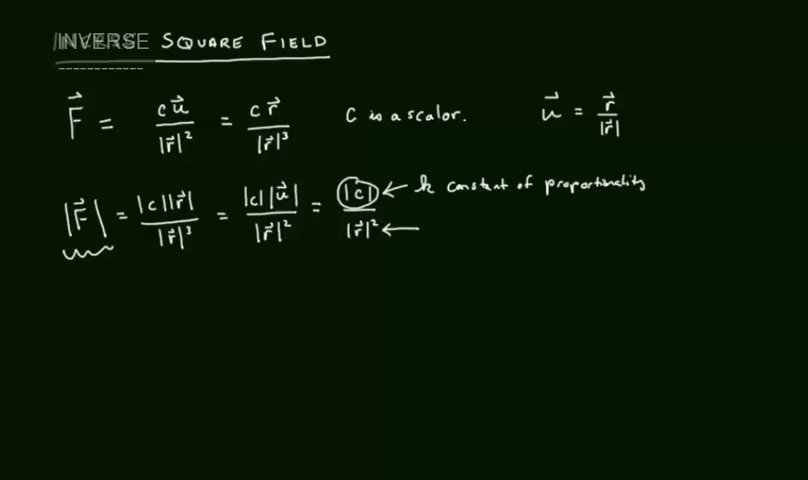 INVERSE SQUARE FIELD
F⃗ = cu⃗/|r⃗|² = cr⃗/|r⃗|³ C is a scalor. u⃗ = r⃗/|r⃗|
|F⃗| = |c||r⃗|/|r⃗|³ = |c||u⃗|/|r⃗|² = |c|/|r⃗|² ← k constant of proportionality
←